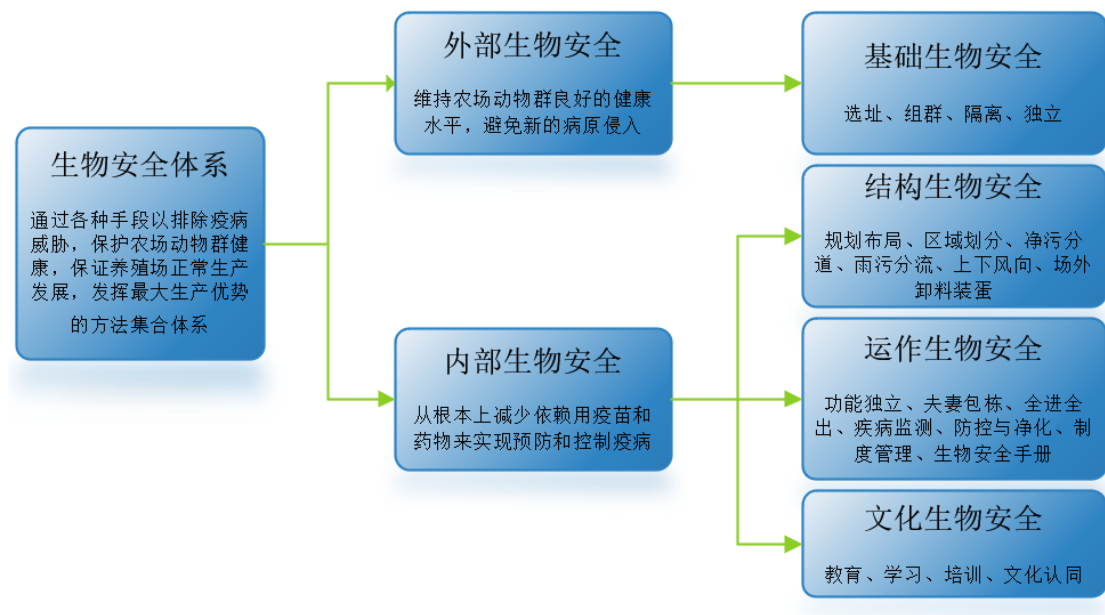 生物安全体系
通过各种手段以排除疫病
威胁，保护农场动物群健
康，保证养殖场正常生产
发展，发挥最大生产优势
的方法集合体系
外部生物安全
维持农场动物群良好的健康
水平，避免新的病原侵入
内部生物安全
从根本上减少依赖用疫苗和
药物来实现预防和控制疫病
基础生物安全
选址、组群、隔离、独立
结构生物安全
规划布局、区域划分、净污分
道、雨污分流、上下风向、场外
卸料装蛋
运作生物安全
功能独立、夫妻包栋、全进全
出、疾病监测、防控与净化、制
度管理、生物安全手册
文化生物安全
教育、学习、培训、文化认同